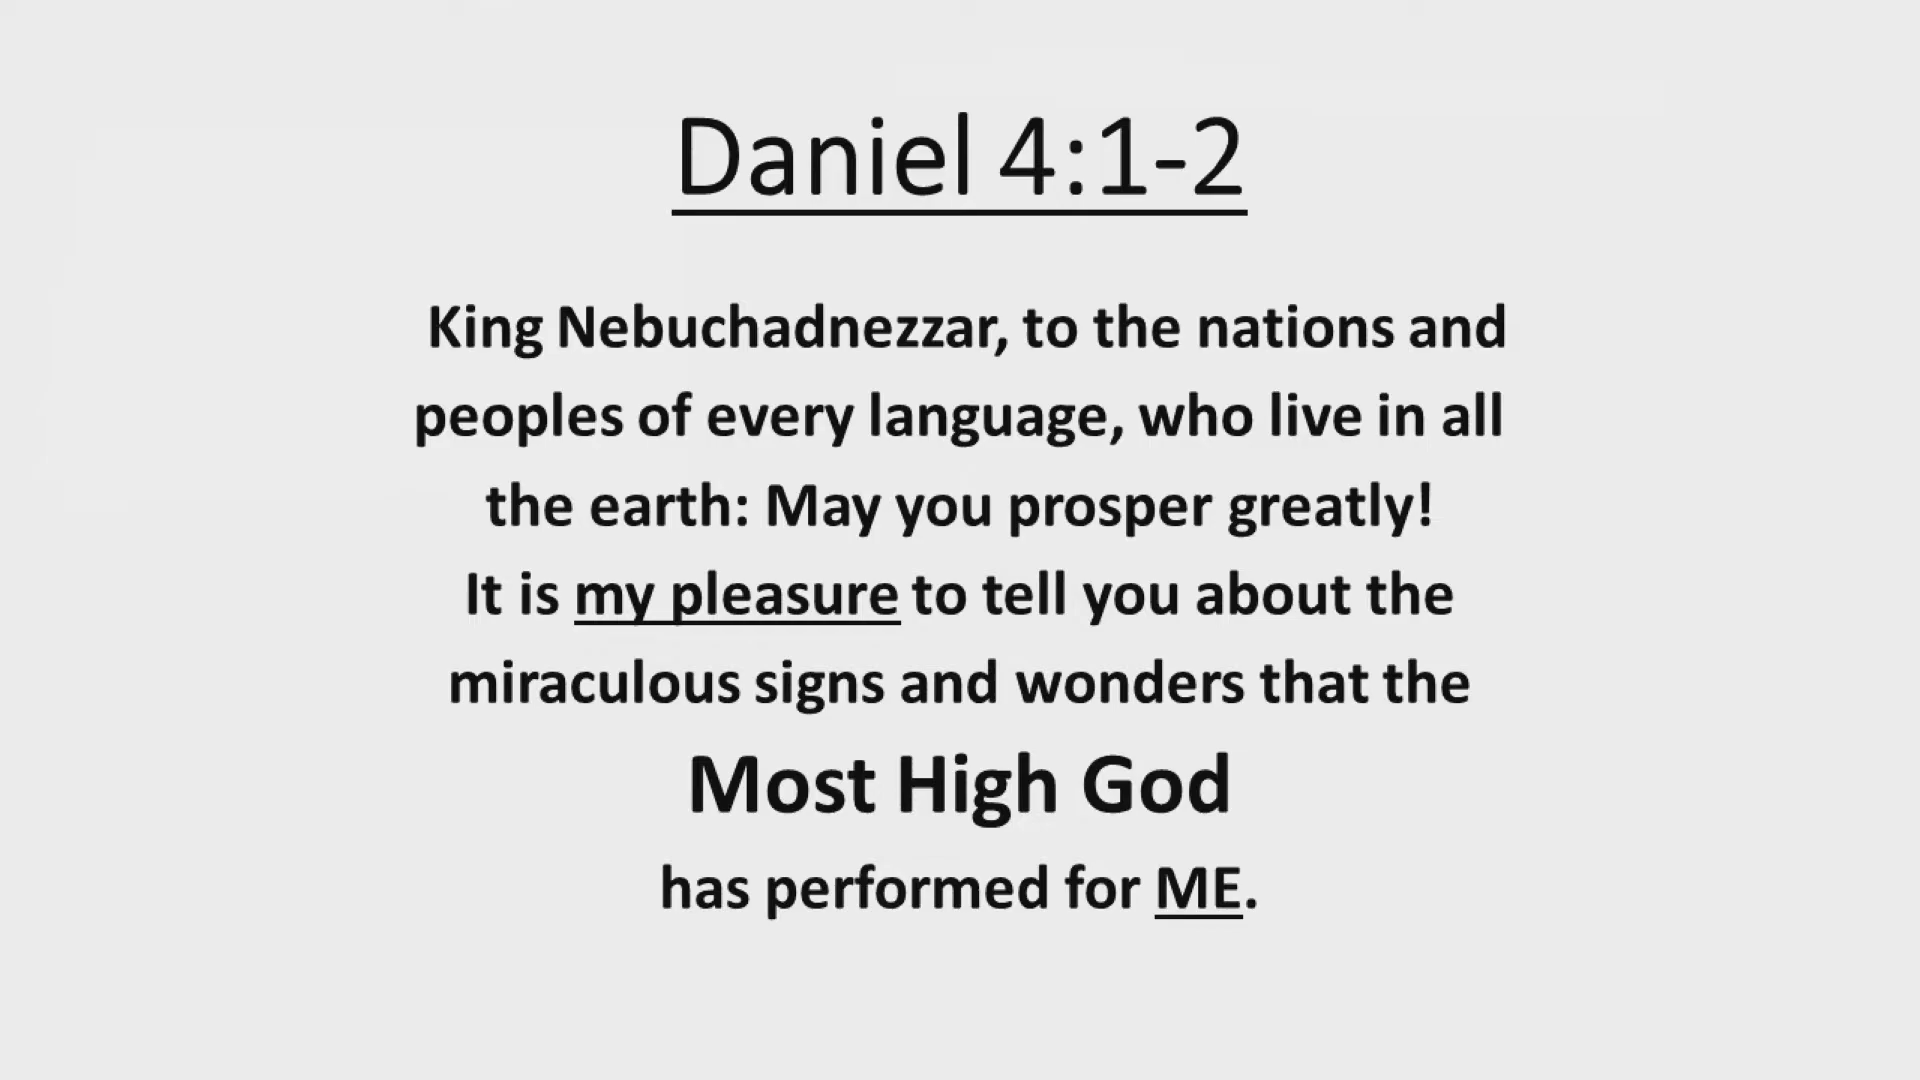 Daniel 4:1-2
King Nebuchadnezzar, to the nations and
peoples of every language, who live in all
the earth: May you prosper greatly!
It is my pleasure to tell you about the
miraculous signs and wonders that the
Most High God
has performed for ME.